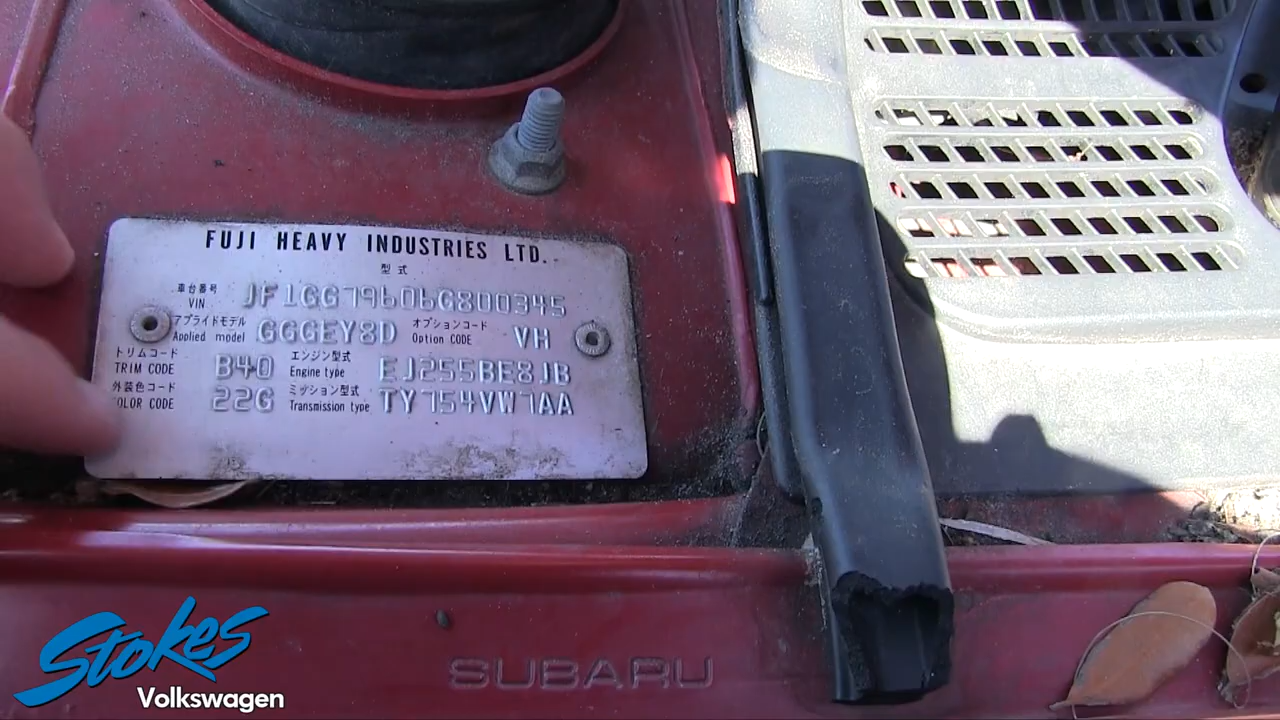 FUJI HEAVY INDUSTRIES LTD.
型式
車台番号
VIN JF1GG79606G800345
アプライドモデル オプションコード
Applied model GGGEY8D Option CODE VH
トリムコード エンジン型式
TRIM CODE B40 Engine type EJ255BE8JB
外装色コード ミッション型式
COLOR CODE 22G Transmission type TY754VW7AA
SUBARU
Stokes
Volkswagen